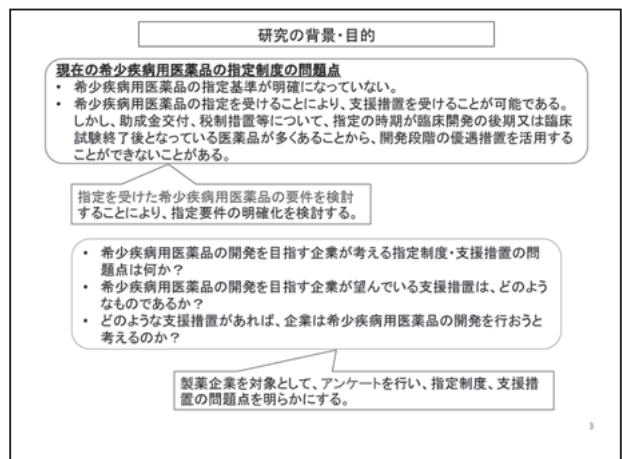 研究の背景・目的
現在の希少疾病用医薬品の指定制度の問題点
• 希少疾病用医薬品の指定基準が明確になっていない。
• 希少疾病用医薬品の指定を受けることにより、支援措置を受けることが可能である。
しかし、助成金交付、税制措置等について、指定の時期が臨床開発の後期又は臨床
試験終了後となっている医薬品が多くあることから、開発段階の優遇措置を活用する
ことができないことがある。
指定を受けた希少疾病用医薬品の要件を検討
することにより、指定要件の明確化を検討する。
• 希少疾病用医薬品の開発を目指す企業が考える指定制度・支援措置の問
題点は何か？
• 希少疾病用医薬品の開発を目指す企業が望んでいる支援措置は、どのよう
なものであるか？
• どのような支援措置があれば、企業は希少疾病用医薬品の開発を行おうと
考えるのか？
製薬企業を対象として、アンケートを行い、指定制度、支援措
置の問題点を明らかにする。
3